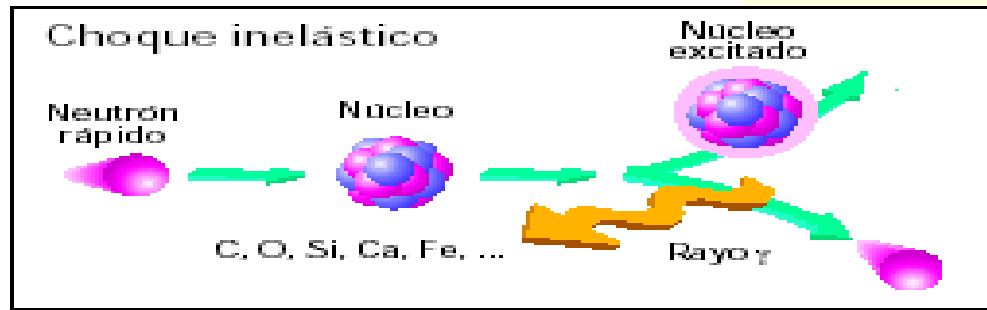 Choque inelástico
Núcleo
excitado
Neutrón
rápido
Núcleo
C, O, Si, Ca, Fe, ...
Rayo γ